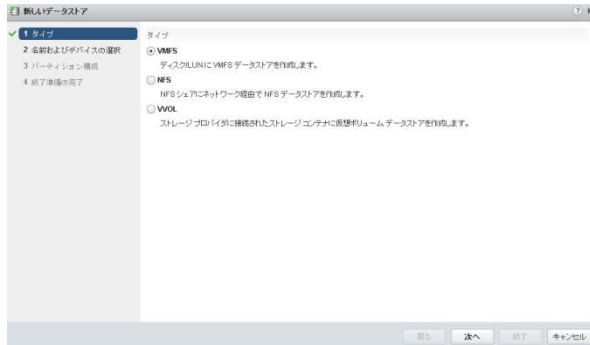 新しいデータストア
1 タイプ
2 名前およびデバイスの選択
3 パーティション構成
4 終了準備の完了
タイプ
VMFS
ディスク/LUNに VMFS データストアを作成します。
NFS
NFS シェアにネットワーク経由で NFS データストアを作成します。
VVOL
ストレージ プロバイダに接続されたストレージ コンテナに仮想ボリューム データストアを作成します。
戻る 次へ 終了 キャンセル